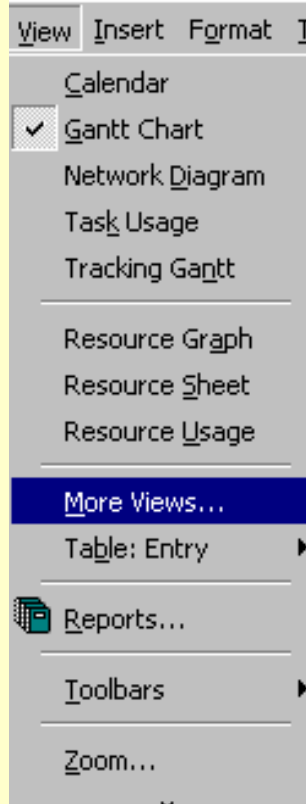 View Insert Format
Calendar
Gantt Chart
Network Diagram
Task Usage
Tracking Gantt
Resource Graph
Resource Sheet
Resource Usage
More Views...
Table: Entry
Reports...
Toolbars
Zoom...